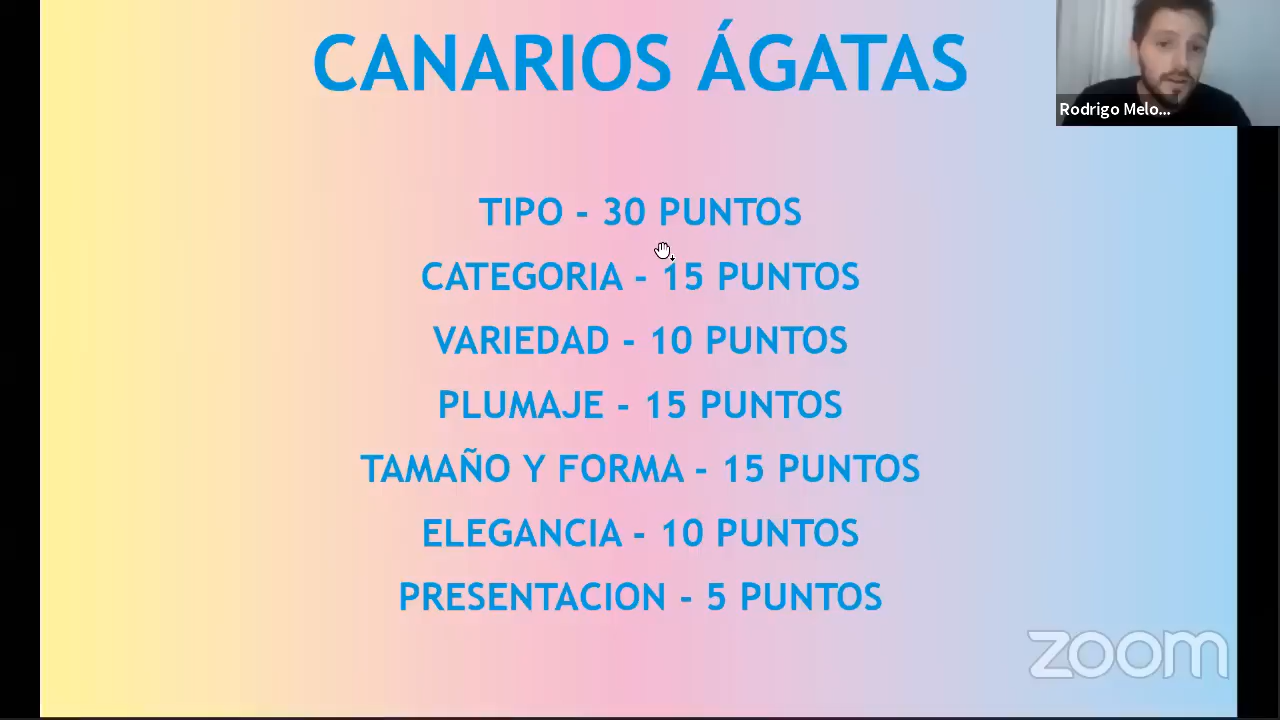 CANARIOS ÁGATAS
Rodrigo Melo...
TIPO - 30 PUNTOS
CATEGORIA - 15 PUNTOS
VARIEDAD - 10 PUNTOS
PLUMAJE - 15 PUNTOS
TAMAÑO Y FORMA - 15 PUNTOS
ELEGANCIA - 10 PUNTOS
PRESENTACION - 5 PUNTOS
zoom